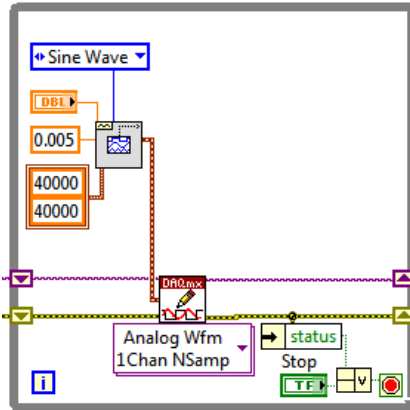 Sine Wave
DBL
0.005
40000
40000
DAQmx
Analog Wfm
1Chan NSamp
status
Stop
TF
V
i